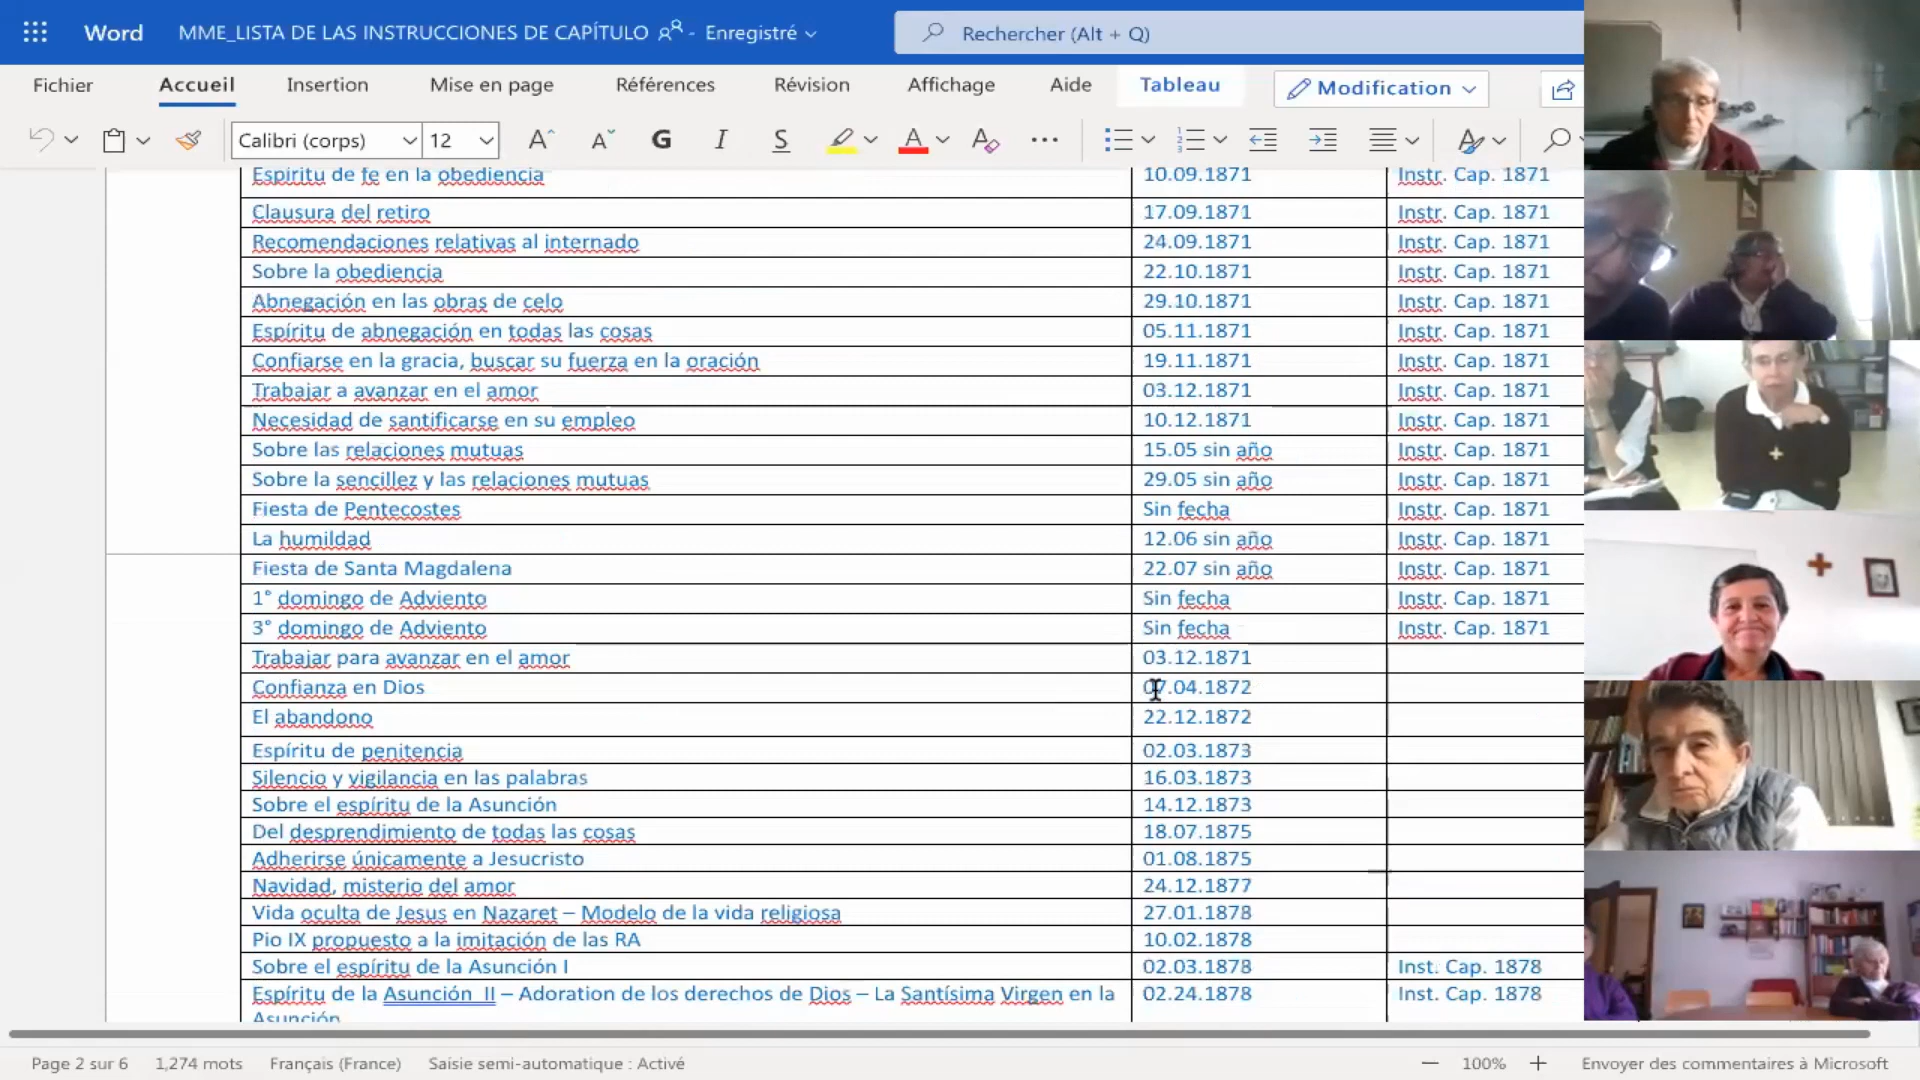 Word MME_LISTA DE LAS INSTRUCCIONES DE CAPÍTULO - Enregistré Rechercher (Alt + Q)
Fichier Accueil Insertion Mise en page Références Révision Affichage Aide Tableau Modification
Calibri (corps) 12 A A G I S A A
Espíritu de fe en la obediencia 10.09.1871 Instr. Cap. 1871
Clausura del retiro 17.09.1871 Instr. Cap. 1871
Recomendaciones relativas al internado 24.09.1871 Instr. Cap. 1871
Sobre la obediencia 22.10.1871 Instr. Cap. 1871
Abnegación en las obras de celo 29.10.1871 Instr. Cap. 1871
Espíritu de abnegación en todas las cosas 05.11.1871 Instr. Cap. 1871
Confiarse en la gracia, buscar su fuerza en la oración 19.11.1871 Instr. Cap. 1871
Trabajar a avanzar en el amor 03.12.1871 Instr. Cap. 1871
Necesidad de santificarse en su empleo 10.12.1871 Instr. Cap. 1871
Sobre las relaciones mutuas 15.05 sin año Instr. Cap. 1871
Sobre la sencillez y las relaciones mutuas 29.05 sin año Instr. Cap. 1871
Fiesta de Pentecostes Sin fecha Instr. Cap. 1871
La humildad 12.06 sin año Instr. Cap. 1871
Fiesta de Santa Magdalena 22.07 sin año Instr. Cap. 1871
1° domingo de Adviento Sin fecha Instr. Cap. 1871
3° domingo de Adviento Sin fecha Instr. Cap. 1871
Trabajar para avanzar en el amor 03.12.1871
Confianza en Dios 07.04.1872
El abandono 22.12.1872
Espíritu de penitencia 02.03.1873
Silencio y vigilancia en las palabras 16.03.1873
Sobre el espíritu de la Asunción 14.12.1873
Del desprendimiento de todas las cosas 18.07.1875
Adherirse únicamente a Jesucristo 01.08.1875
Navidad, misterio del amor 24.12.1877
Vida oculta de Jesus en Nazaret – Modelo de la vida religiosa 27.01.1878
Pio IX propuesto a la imitación de las RA 10.02.1878
Sobre el espíritu de la Asunción I 02.03.1878 Inst. Cap. 1878
Espíritu de la Asunción II – Adoration de los derechos de Dios – La Santísima Virgen en la 02.24.1878 Inst. Cap. 1878
Asunción
Page 2 sur 6 1,274 mots Français (France) Saisie semi-automatique : Activé 100% Envoyer des commentaires à Microsoft